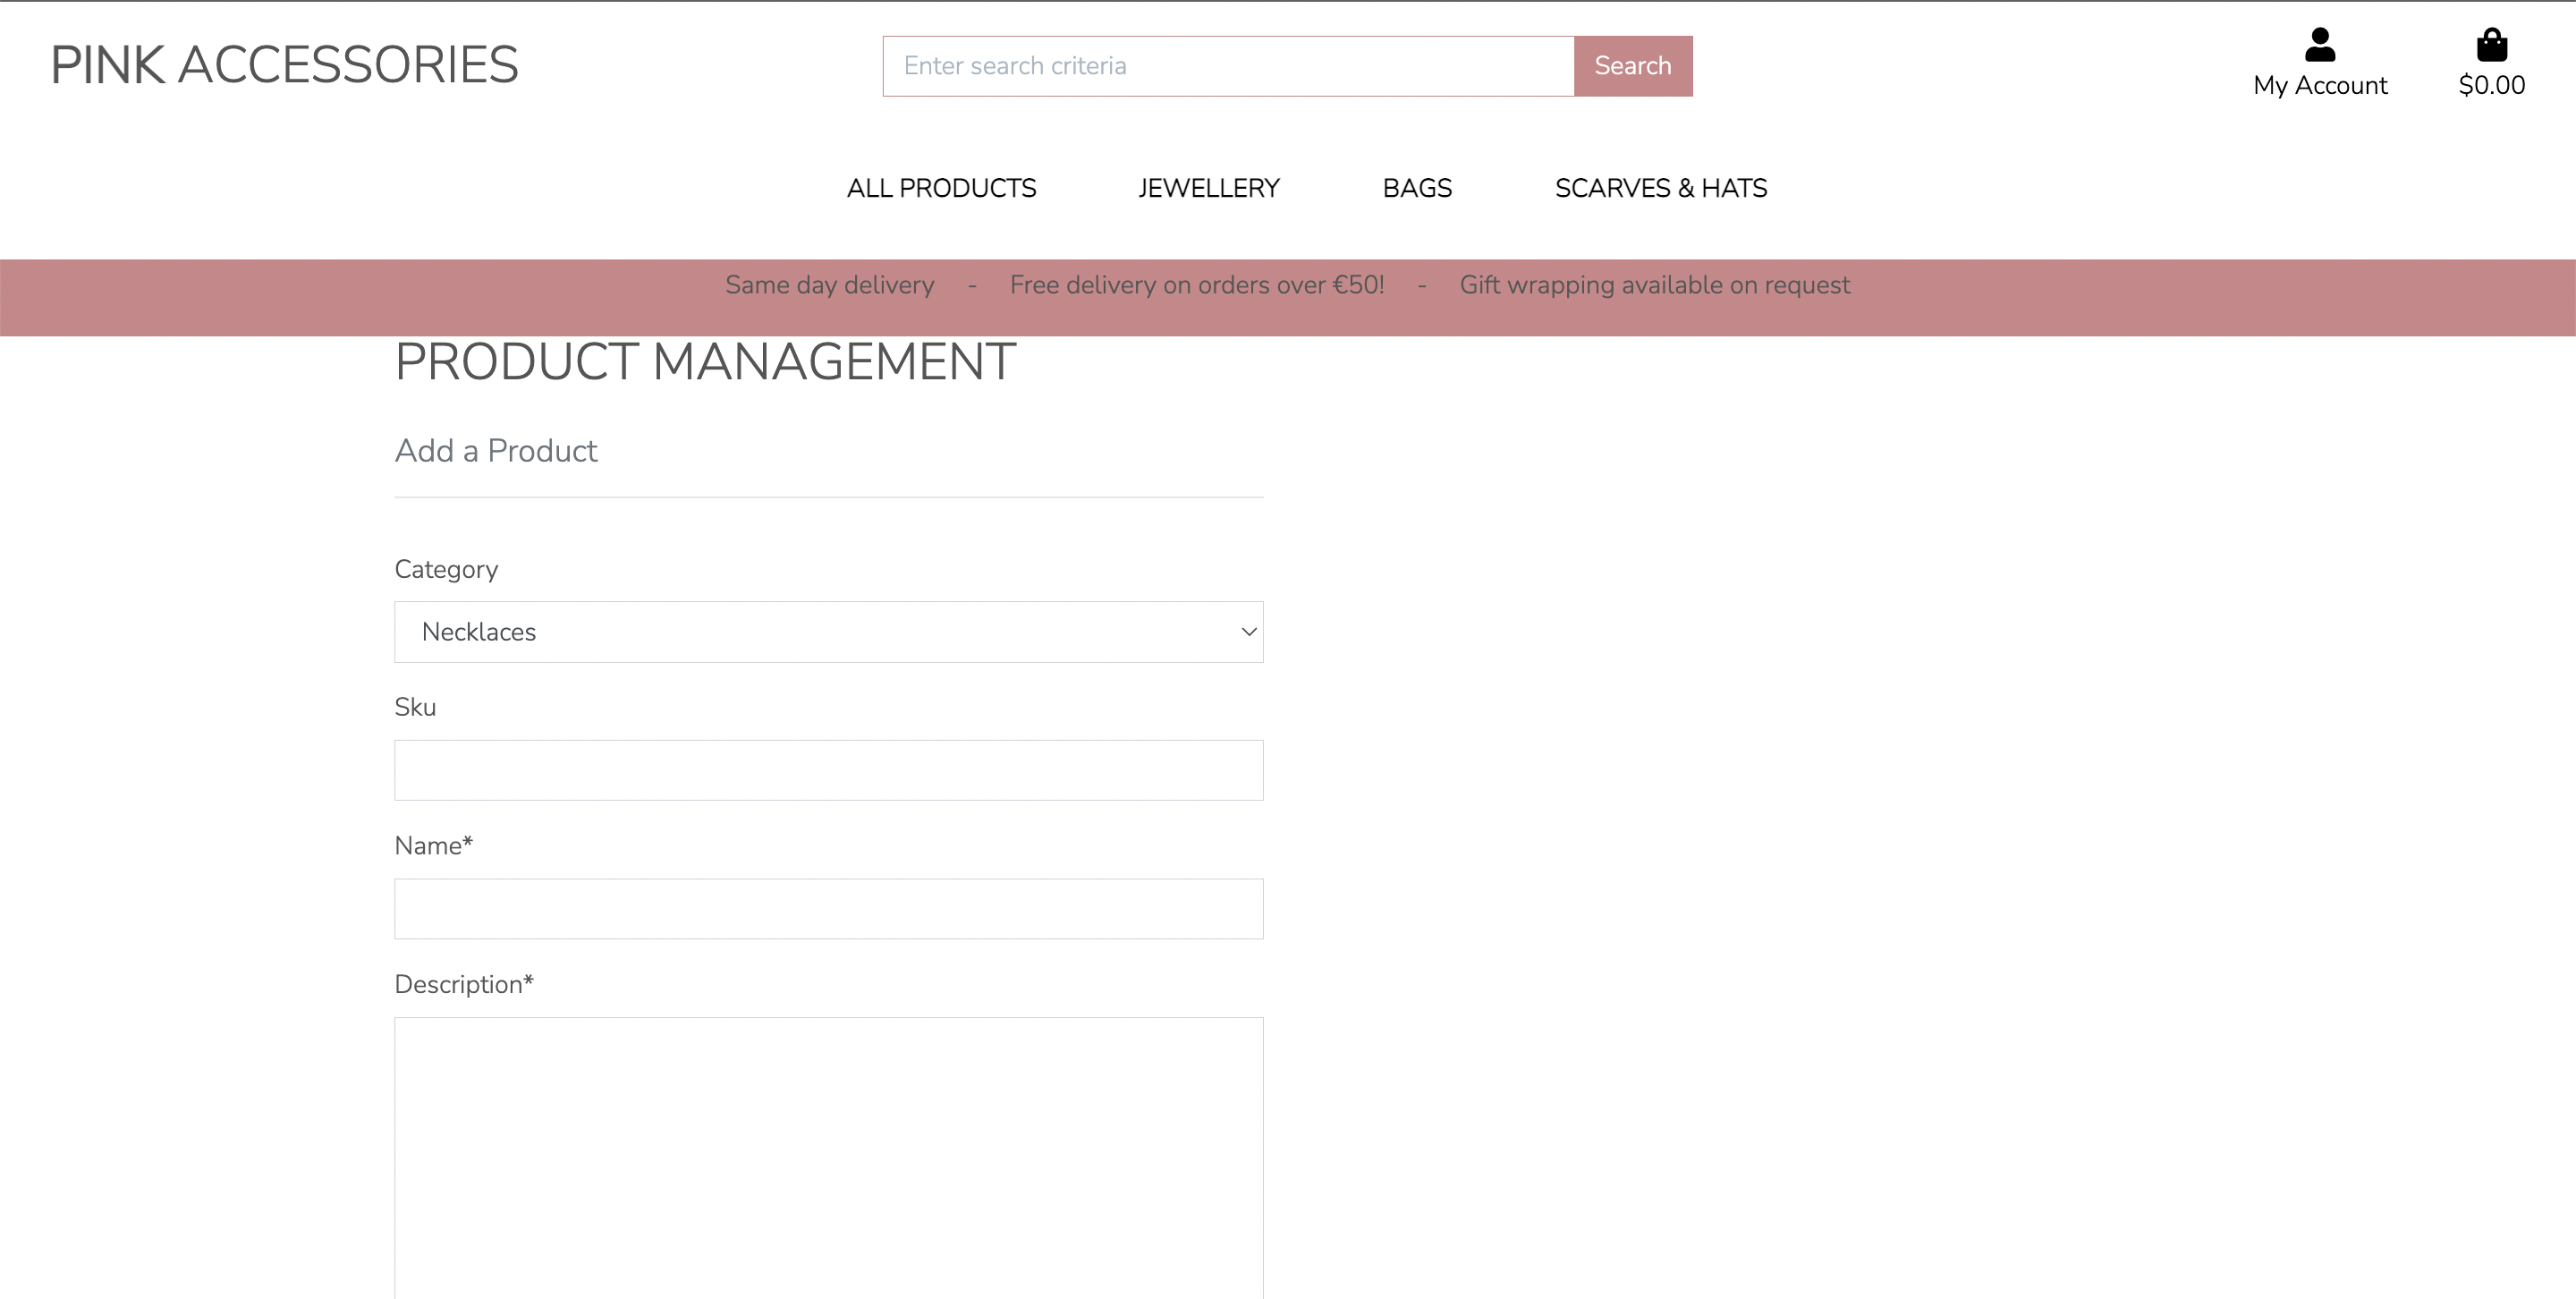 PINK ACCESSORIES
Enter search criteria
Search
My Account
$0.00
ALL PRODUCTS
JEWELLERY
BAGS
SCARVES & HATS
Same day delivery - Free delivery on orders over €50! - Gift wrapping available on request
PRODUCT MANAGEMENT
Add a Product
Category
Necklaces
Sku
Name*
Description*